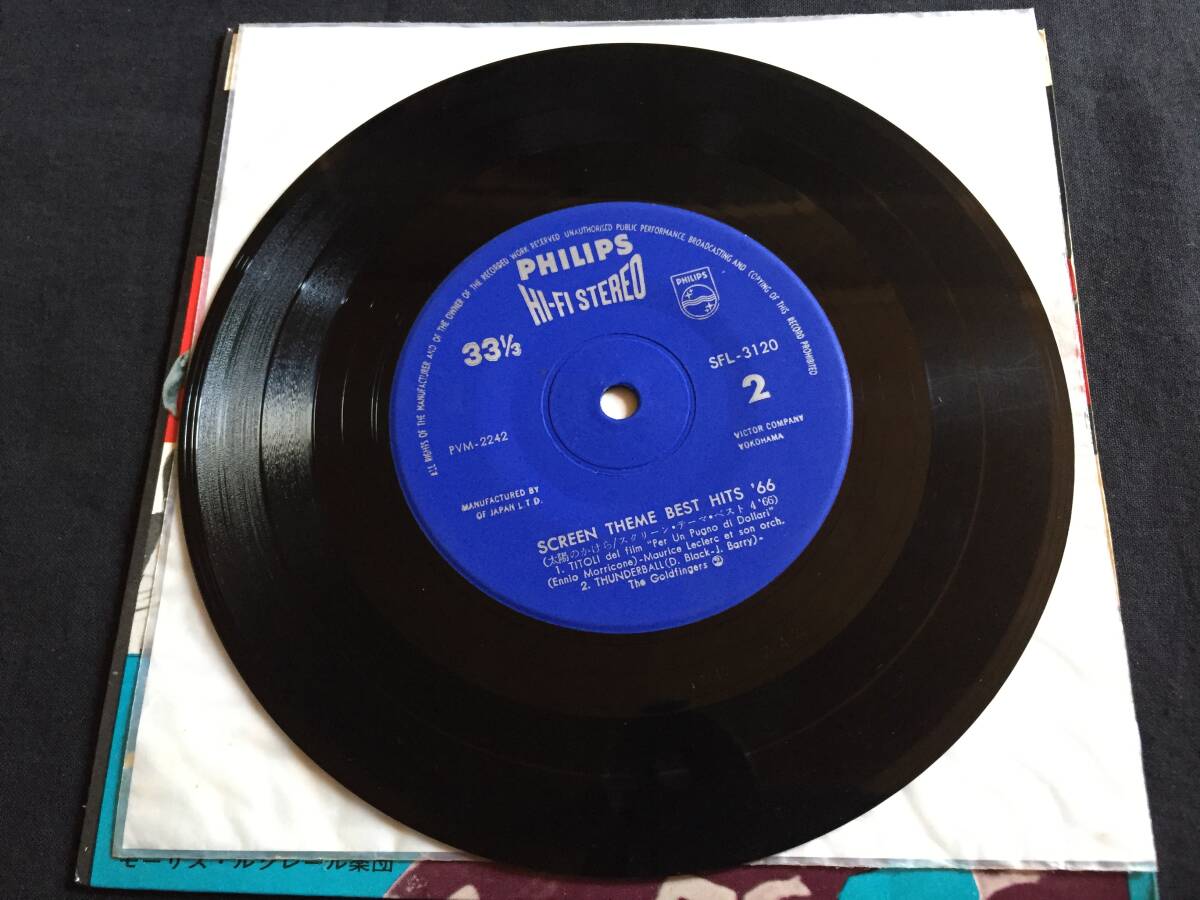 ALL RIGHTS OF THE MANUFACTURER AND OF THE OWNER OF THE RECORDED WORK RESERVED UNAUTHORISED PUBLIC PERFORMANCE, BROADCASTING AND COPYING OF THIS RECORD PROHIBITED
PHILIPS
HI-FI STEREO
PHILIPS
33⅓
SFL-3120
2
PVM-2242
VICTOR COMPANY
YOKOHAMA
MANUFACTURED BY
OF JAPAN LTD.
SCREEN THEME BEST HITS '66
(太陽のかけら/スクリーン・テーマ・ベスト4 '66)
1. TITOLI del film "Per Un Pugno di Dollari"
(Ennio Morricone)-Maurice Leclerc et son orch.
2. THUNDERBALL(D. Black-J. Barry)-
The Goldfingers
モーリス・ルクレール集団